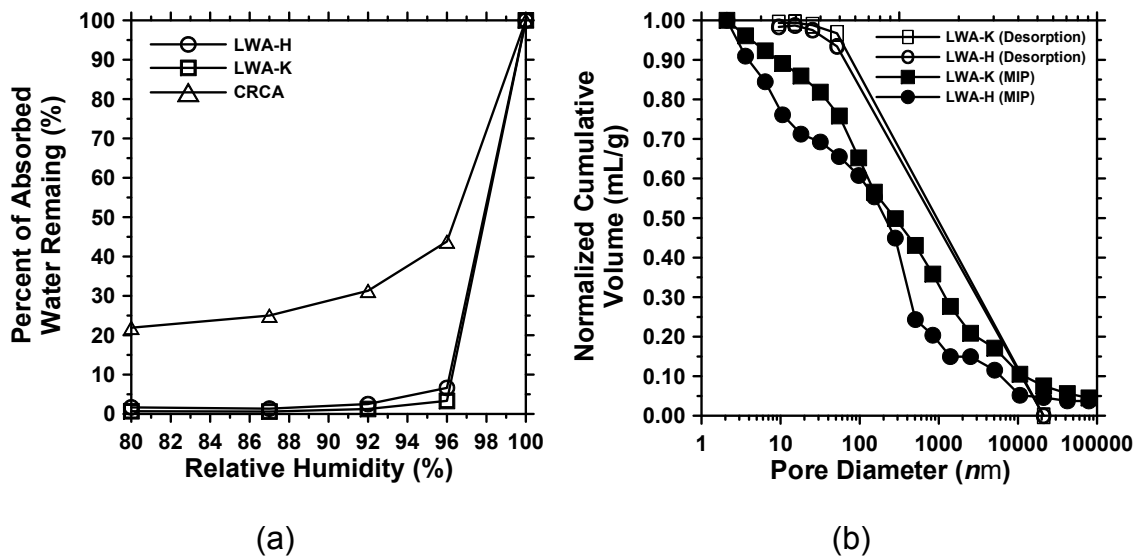 Percent of Absorbed
Water Remaing (%)
100
90
80
70
60
50
40
30
20
10
0
LWA-H
LWA-K
CRCA
80 82 84 86 88 90 92 94 96 98 100
Relative Humidity (%)
(a)
Normalized Cumulative
Volume (mL/g)
1.00
0.90
0.80
0.70
0.60
0.50
0.40
0.30
0.20
0.10
0.00
LWA-K (Desorption)
LWA-H (Desorption)
LWA-K (MIP)
LWA-H (MIP)
1 10 100 1000 10000 100000
Pore Diameter (nm)
(b)